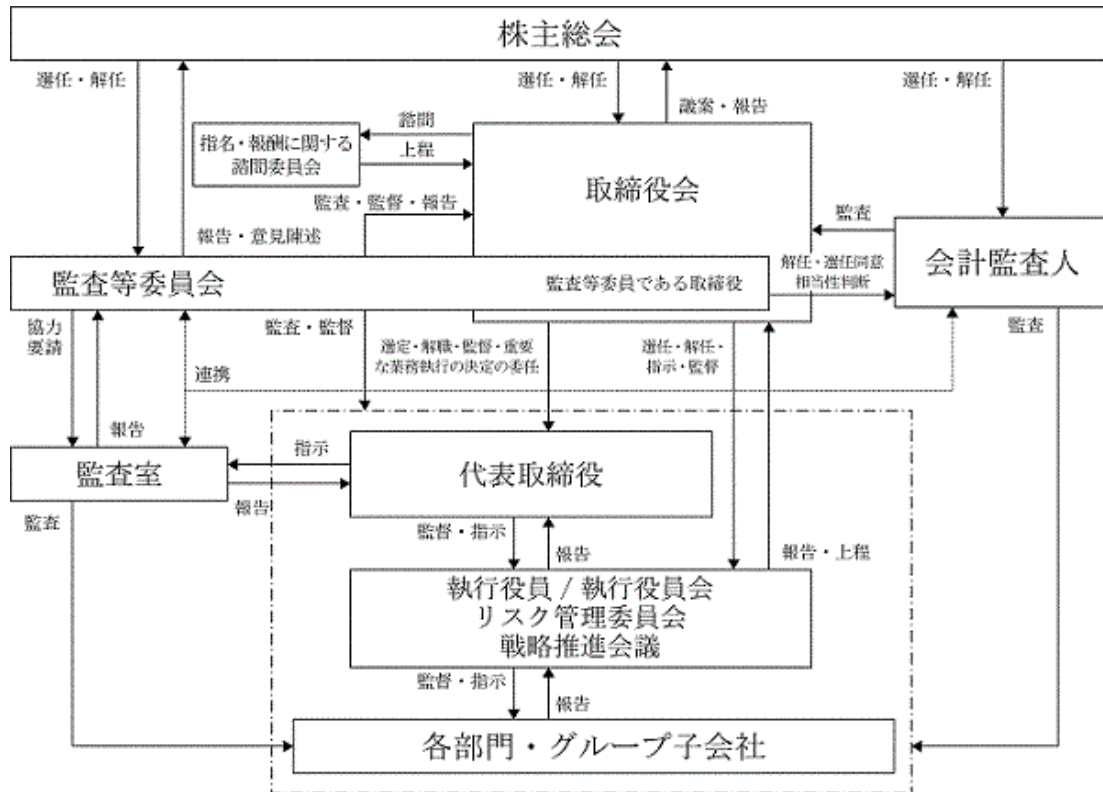 株主総会
選任・解任
選任・解任
選任・解任
議案・報告
諮問
指名・報酬に関する
諮問委員会
上程
取締役会
監査・監督・報告
監査
報告・意見陳述
会計監査人
監査等委員会
監査等委員である取締役
解任・選任同意
相当性判断
協力
要請
監査・監督
選定・解職・監督・重要
な業務執行の決定の委任
選任・解任・
指示・監督
監査
連携
報告
指示
監査室
代表取締役
報告
監査
監督・指示
報告
報告・上程
執行役員 / 執行役員会
リスク管理委員会
戦略推進会議
監督・指示
報告
各部門・グループ子会社